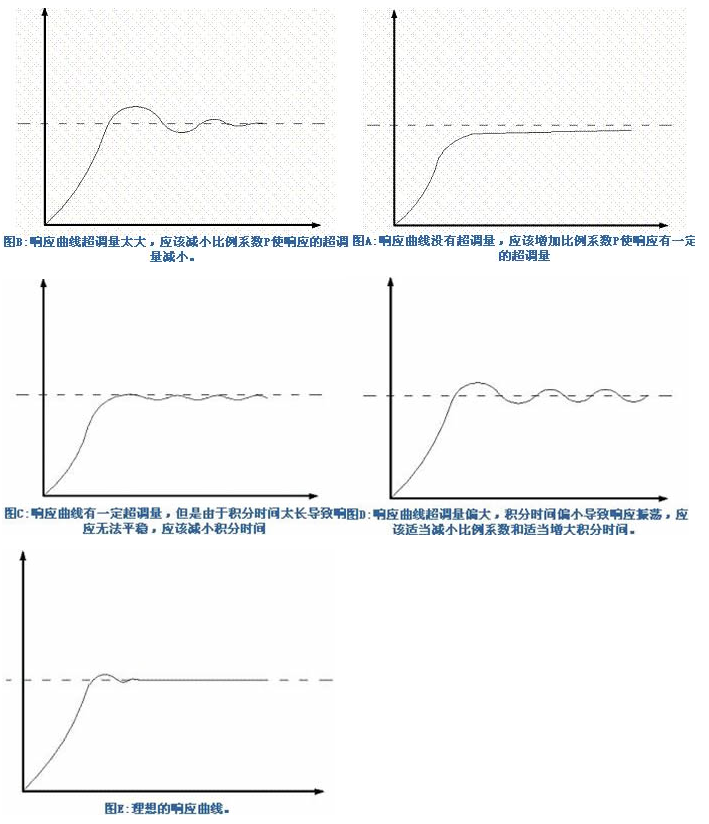 图B:响应曲线超调量太大，应该减小比例系数P使响应的超调
量减小。
图A:响应曲线没有超调量，应该增加比例系数P使响应有一定
的超调量
图C:响应曲线有一定超调量，但是由于积分时间太长导致响
应无法平稳，应该减小积分时间
图D:响应曲线超调量偏大，积分时间偏小导致响应振荡，应
该适当减小比例系数和适当增大积分时间。
图E:理想的响应曲线。